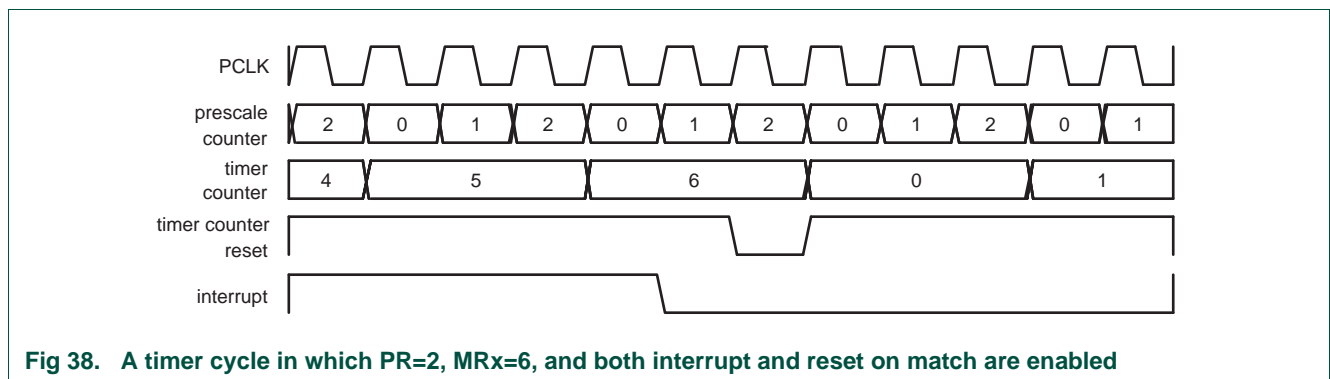 PCLK
prescale
counter
2 0 1 2 0 1 2 0 1 2 0 1
timer
counter
4 5 6 0 1
timer counter
reset
interrupt
Fig 38. A timer cycle in which PR=2, MRx=6, and both interrupt and reset on match are enabled